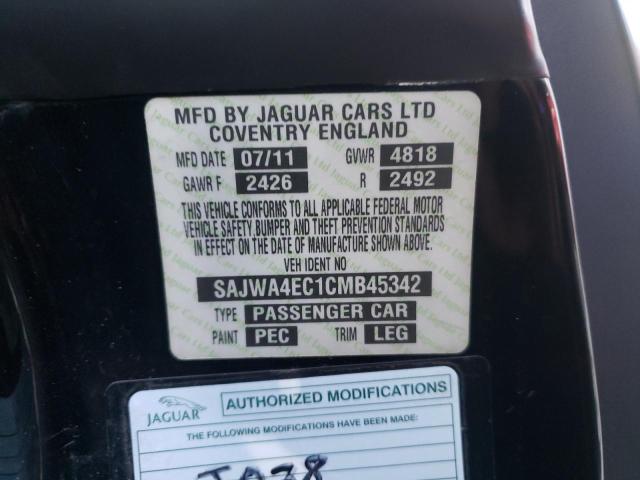 MFD BY JAGUAR CARS LTD
COVENTRY ENGLAND
MFD DATE 07/11 GVWR 4818
GAWR F 2426 R 2492
THIS VEHICLE CONFORMS TO ALL APPLICABLE FEDERAL MOTOR
VEHICLE SAFETY, BUMPER AND THEFT PREVENTION STANDARDS
IN EFFECT ON THE DATE OF MANUFACTURE SHOWN ABOVE.
VEH IDENT NO
SAJWA4EC1CMB45342
TYPE PASSENGER CAR
PAINT PEC TRIM LEG
JAGUAR
AUTHORIZED MODIFICATIONS
THE FOLLOWING MODIFICATIONS HAVE BEEN MADE: